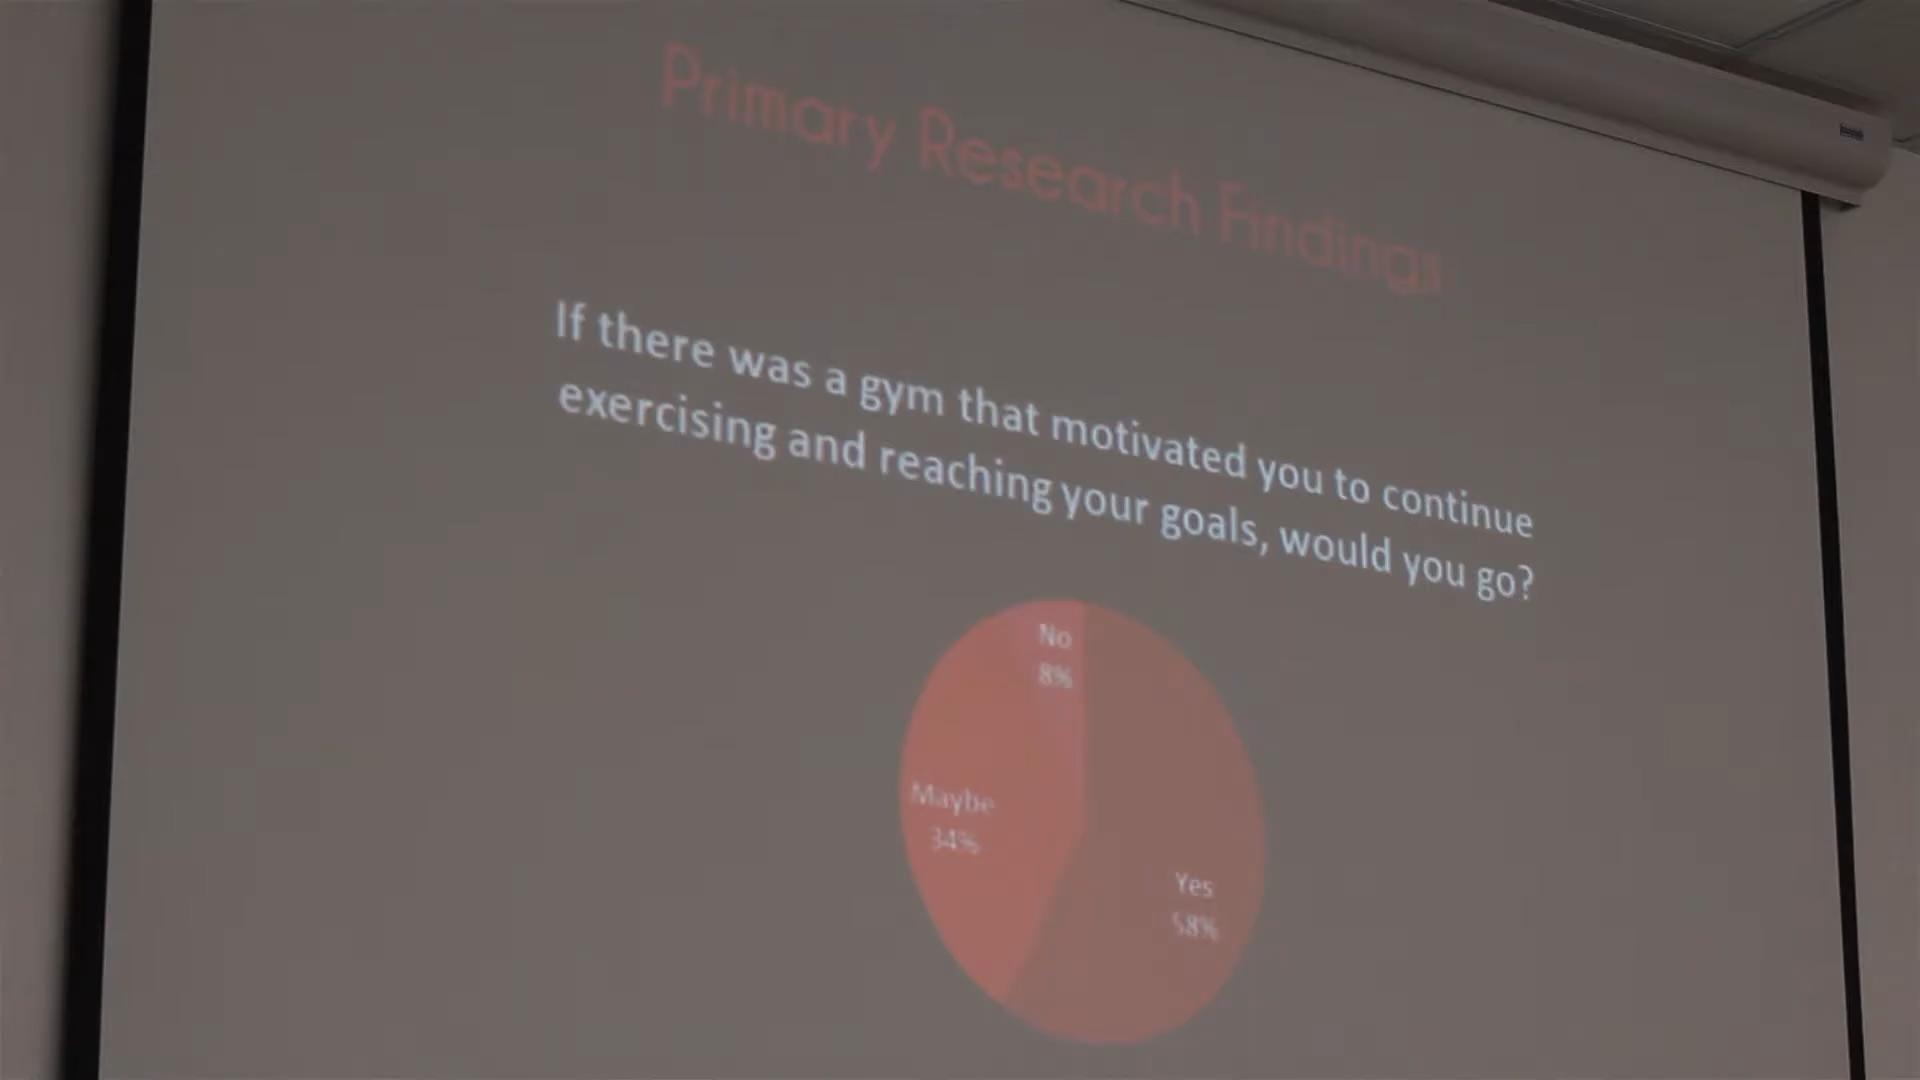 Primary Research Findings
If there was a gym that motivated you to continue
exercising and reaching your goals, would you go?
No
8%
Maybe
34%
Yes
58%